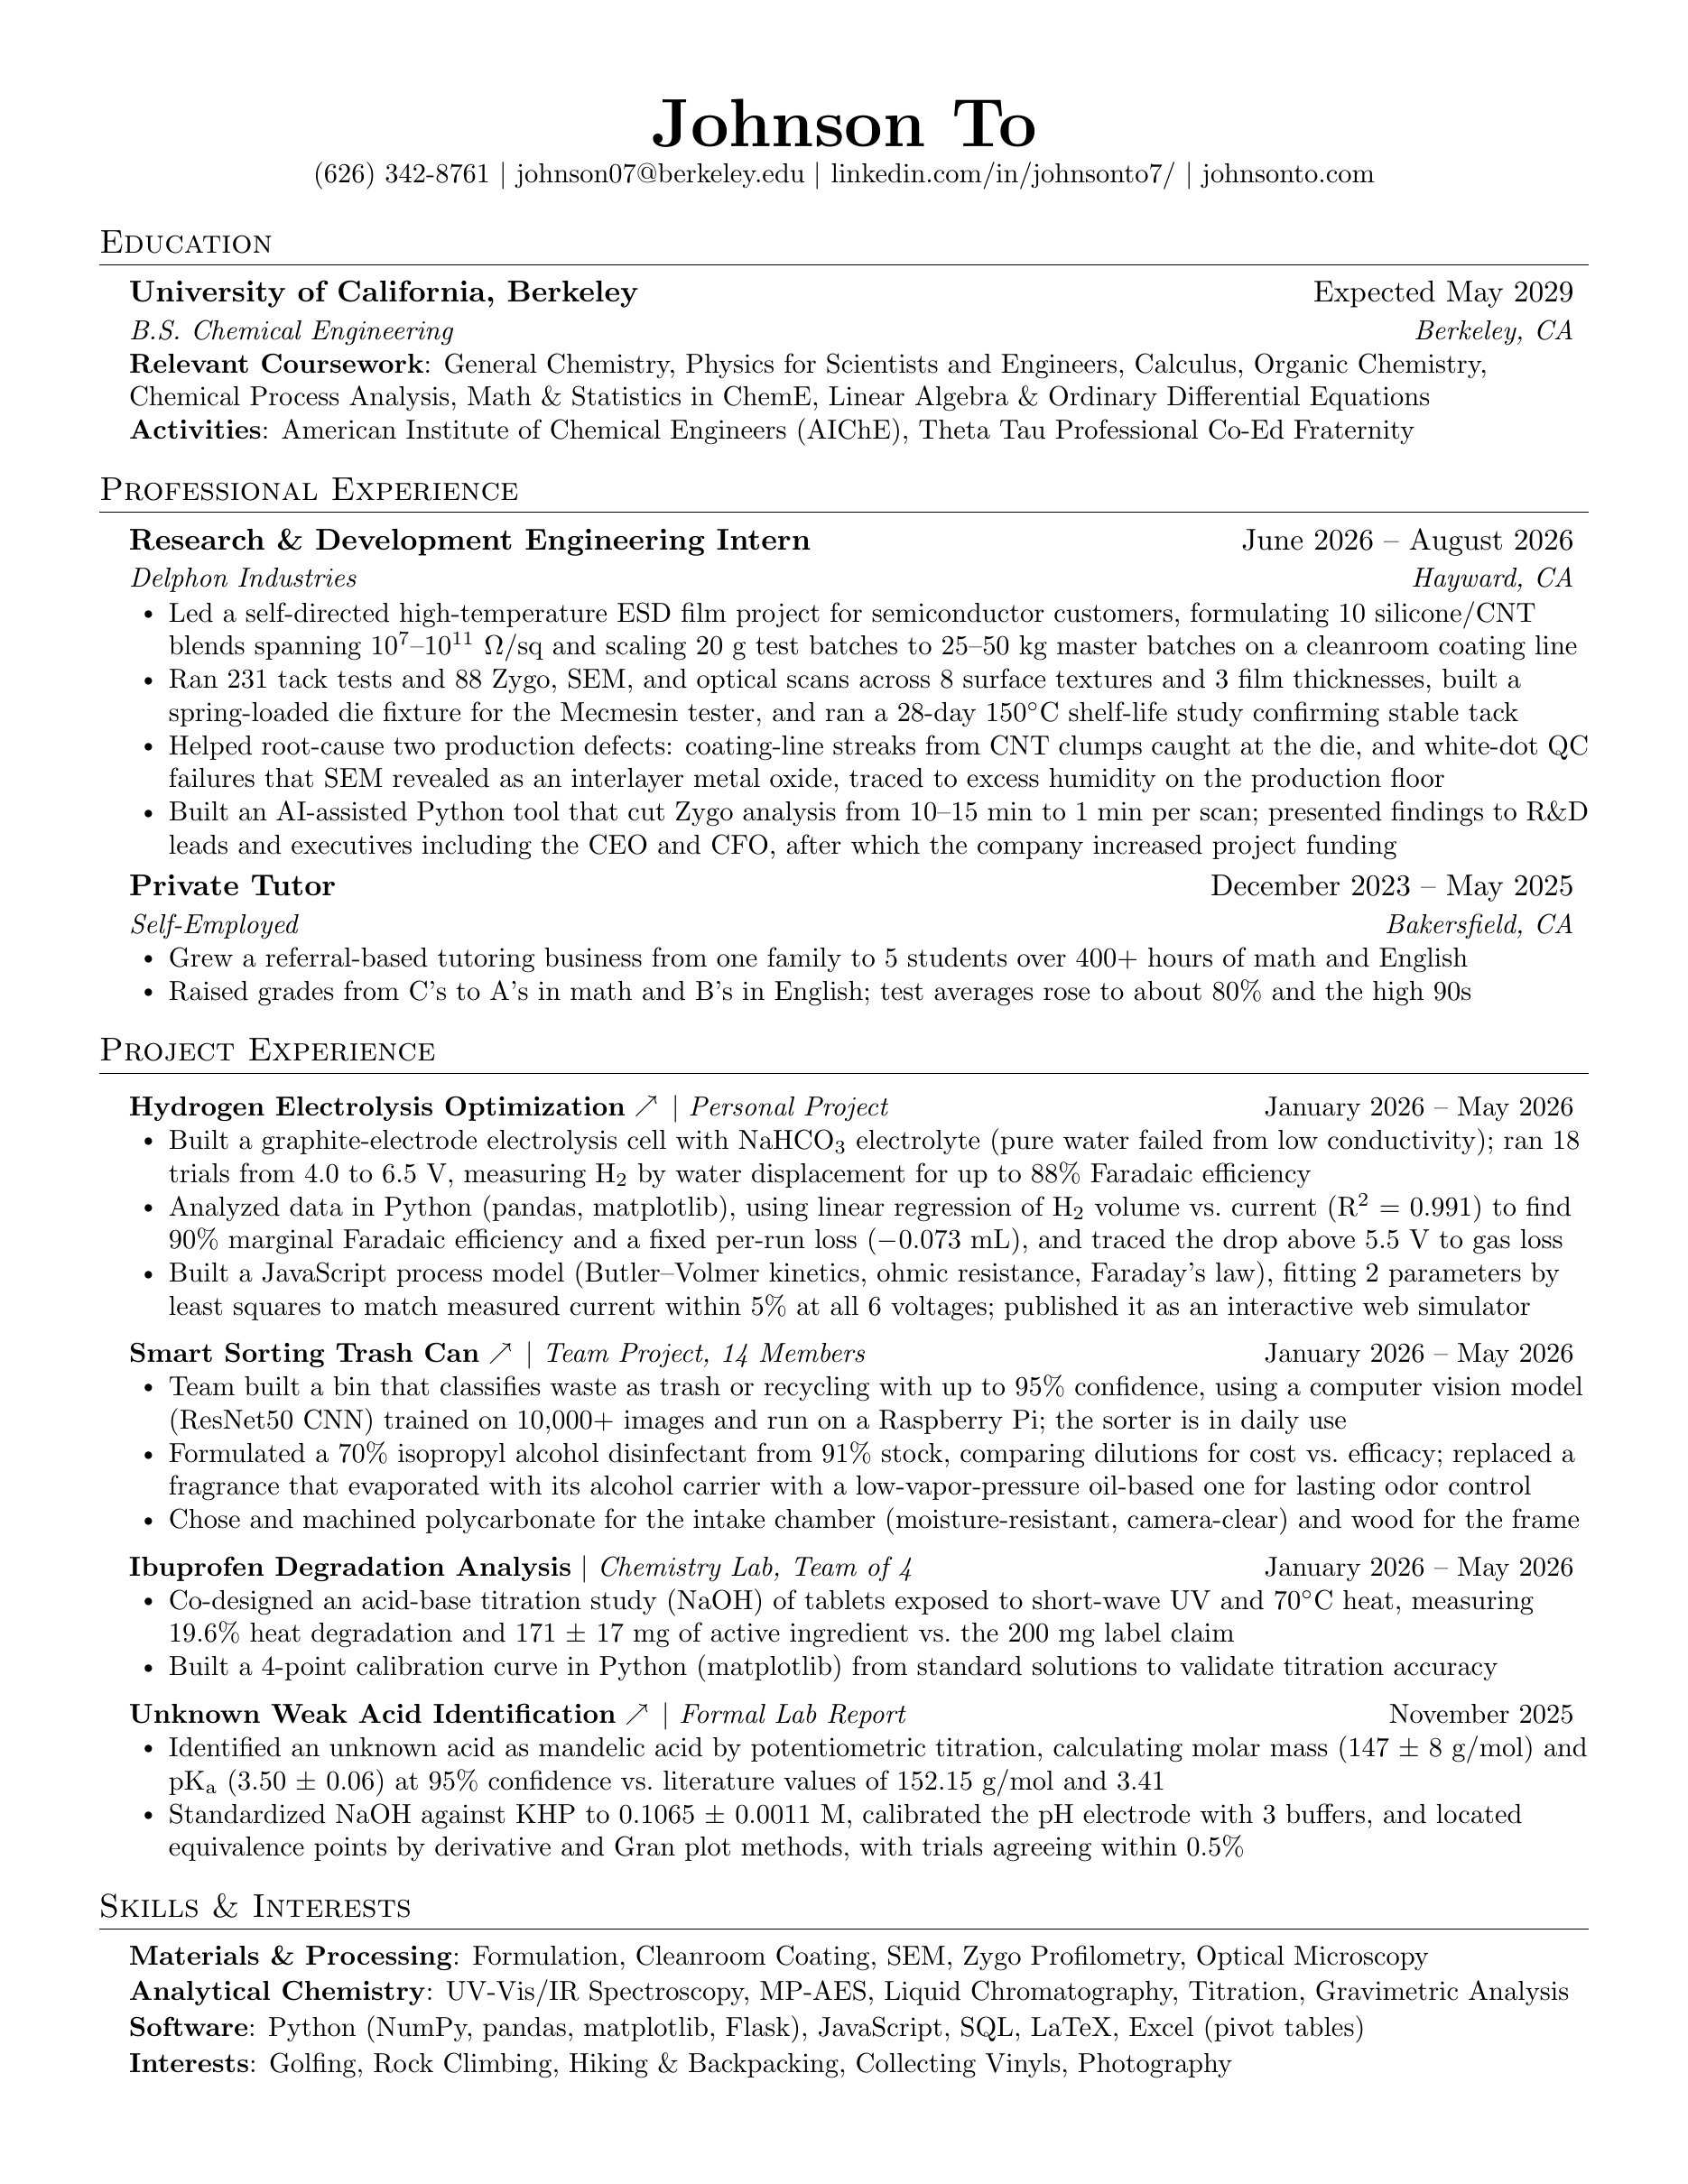 Johnson To
(626) 342-8761 | johnson07@berkeley.edu | linkedin.com/in/johnsonto7/ | johnsonto.com
Education
University of California, Berkeley Expected May 2029
B.S. Chemical Engineering Berkeley, CA
Relevant Coursework: General Chemistry, Physics for Scientists and Engineers, Calculus, Organic Chemistry,
Chemical Process Analysis, Math & Statistics in ChemE, Linear Algebra & Ordinary Differential Equations
Activities: American Institute of Chemical Engineers (AIChE), Theta Tau Professional Co-Ed Fraternity
Professional Experience
Research & Development Engineering Intern June 2026 – August 2026
Delphon Industries Hayward, CA
• Led a self-directed high-temperature ESD film project for semiconductor customers, formulating 10 silicone/CNT
blends spanning 10⁷–10¹¹ Ω/sq and scaling 20 g test batches to 25–50 kg master batches on a cleanroom coating line
• Ran 231 tack tests and 88 Zygo, SEM, and optical scans across 8 surface textures and 3 film thicknesses, built a
spring-loaded die fixture for the Mecmesin tester, and ran a 28-day 150°C shelf-life study confirming stable tack
• Helped root-cause two production defects: coating-line streaks from CNT clumps caught at the die, and white-dot QC
failures that SEM revealed as an interlayer metal oxide, traced to excess humidity on the production floor
• Built an AI-assisted Python tool that cut Zygo analysis from 10–15 min to 1 min per scan; presented findings to R&D
leads and executives including the CEO and CFO, after which the company increased project funding
Private Tutor December 2023 – May 2025
Self-Employed Bakersfield, CA
• Grew a referral-based tutoring business from one family to 5 students over 400+ hours of math and English
• Raised grades from C's to A's in math and B's in English; test averages rose to about 80% and the high 90s
Project Experience
Hydrogen Electrolysis Optimization ↗ | Personal Project January 2026 – May 2026
• Built a graphite-electrode electrolysis cell with NaHCO₃ electrolyte (pure water failed from low conductivity); ran 18
trials from 4.0 to 6.5 V, measuring H₂ by water displacement for up to 88% Faradaic efficiency
• Analyzed data in Python (pandas, matplotlib), using linear regression of H₂ volume vs. current (R² = 0.991) to find
90% marginal Faradaic efficiency and a fixed per-run loss (−0.073 mL), and traced the drop above 5.5 V to gas loss
• Built a JavaScript process model (Butler–Volmer kinetics, ohmic resistance, Faraday's law), fitting 2 parameters by
least squares to match measured current within 5% at all 6 voltages; published it as an interactive web simulator
Smart Sorting Trash Can ↗ | Team Project, 14 Members January 2026 – May 2026
• Team built a bin that classifies waste as trash or recycling with up to 95% confidence, using a computer vision model
(ResNet50 CNN) trained on 10,000+ images and run on a Raspberry Pi; the sorter is in daily use
• Formulated a 70% isopropyl alcohol disinfectant from 91% stock, comparing dilutions for cost vs. efficacy; replaced a
fragrance that evaporated with its alcohol carrier with a low-vapor-pressure oil-based one for lasting odor control
• Chose and machined polycarbonate for the intake chamber (moisture-resistant, camera-clear) and wood for the frame
Ibuprofen Degradation Analysis | Chemistry Lab, Team of 4 January 2026 – May 2026
• Co-designed an acid-base titration study (NaOH) of tablets exposed to short-wave UV and 70°C heat, measuring
19.6% heat degradation and 171 ± 17 mg of active ingredient vs. the 200 mg label claim
• Built a 4-point calibration curve in Python (matplotlib) from standard solutions to validate titration accuracy
Unknown Weak Acid Identification ↗ | Formal Lab Report November 2025
• Identified an unknown acid as mandelic acid by potentiometric titration, calculating molar mass (147 ± 8 g/mol) and
pKₐ (3.50 ± 0.06) at 95% confidence vs. literature values of 152.15 g/mol and 3.41
• Standardized NaOH against KHP to 0.1065 ± 0.0011 M, calibrated the pH electrode with 3 buffers, and located
equivalence points by derivative and Gran plot methods, with trials agreeing within 0.5%
Skills & Interests
Materials & Processing: Formulation, Cleanroom Coating, SEM, Zygo Profilometry, Optical Microscopy
Analytical Chemistry: UV-Vis/IR Spectroscopy, MP-AES, Liquid Chromatography, Titration, Gravimetric Analysis
Software: Python (NumPy, pandas, matplotlib, Flask), JavaScript, SQL, LaTeX, Excel (pivot tables)
Interests: Golfing, Rock Climbing, Hiking & Backpacking, Collecting Vinyls, Photography